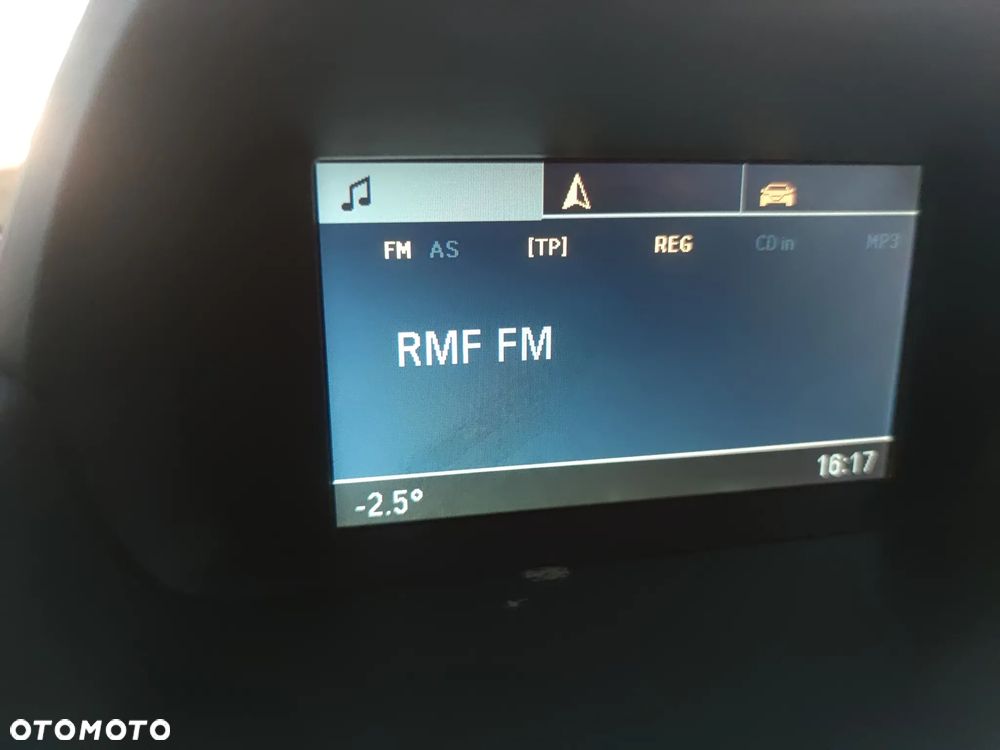 FM AS [TP] REG CD in MP3
RMF FM
-2.5° 16:17
OTOMOTO